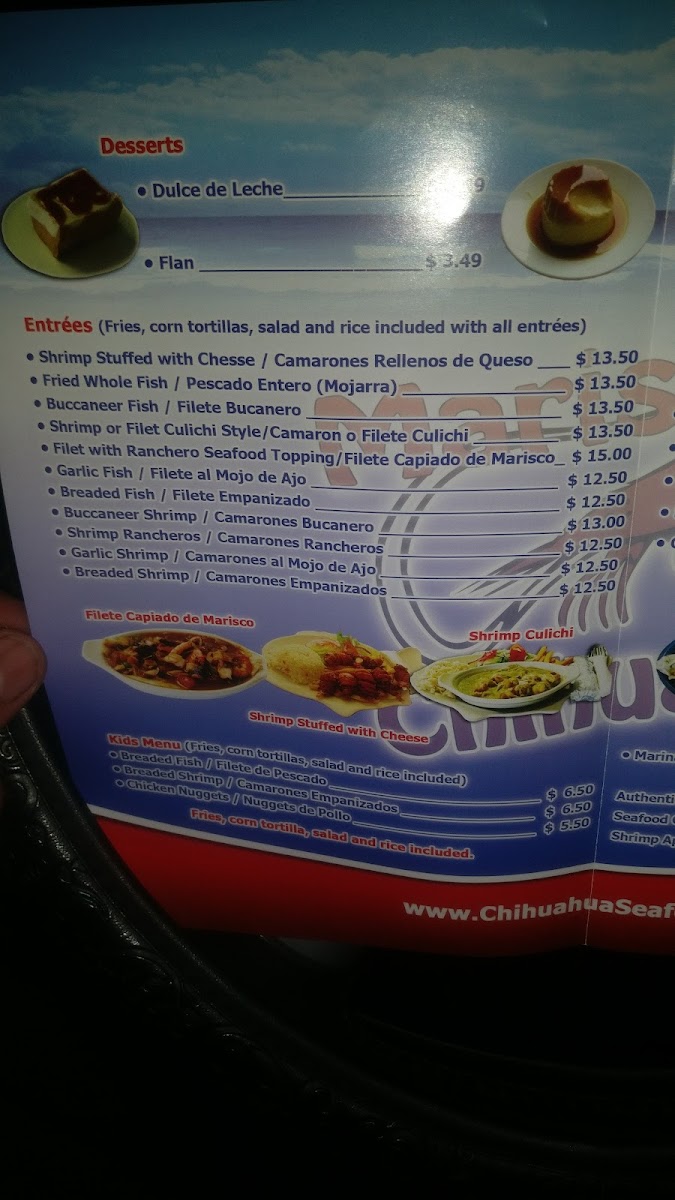 Desserts
• Dulce de Leche 9
• Flan $ 3.49
Entrées (Fries, corn tortillas, salad and rice included with all entrées)
• Shrimp Stuffed with Chesse / Camarones Rellenos de Queso $ 13.50
• Fried Whole Fish / Pescado Entero (Mojarra) $ 13.50
• Buccaneer Fish / Filete Bucanero $ 13.50
• Shrimp or Filet Culichi Style/Camaron o Filete Culichi $ 13.50
• Filet with Ranchero Seafood Topping/Filete Capiado de Marisco $ 15.00
• Garlic Fish / Filete al Mojo de Ajo $ 12.50
• Breaded Fish / Filete Empanizado $ 12.50
• Buccaneer Shrimp / Camarones Bucanero $ 13.00
• Shrimp Rancheros / Camarones Rancheros $ 12.50
• Garlic Shrimp / Camarones al Mojo de Ajo $ 12.50
• Breaded Shrimp / Camarones Empanizados $ 12.50
Maris
Filete Capiado de Marisco
Shrimp Culichi
Shrimp Stuffed with Cheese
Chihua
Kids Menu (Fries, corn tortillas, salad and rice included)
• Breaded Fish / Filete de Pescado $ 6.50
• Breaded Shrimp / Camarones Empanizados $ 6.50
• Chicken Nuggets / Nuggets de Pollo $ 5.50
Fries, corn tortilla, salad and rice included.
• Marin
Authenti
Seafood
Shrimp A
www.ChihuahuaSeaf